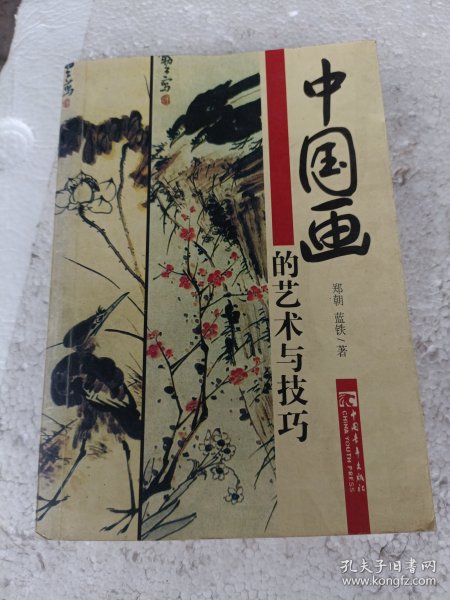 中国画
的艺术与技巧
郑朝 蓝铁/著
中国青年出版社
CHINA YOUTH PRESS
孔夫子旧书网
www.kongfz.com